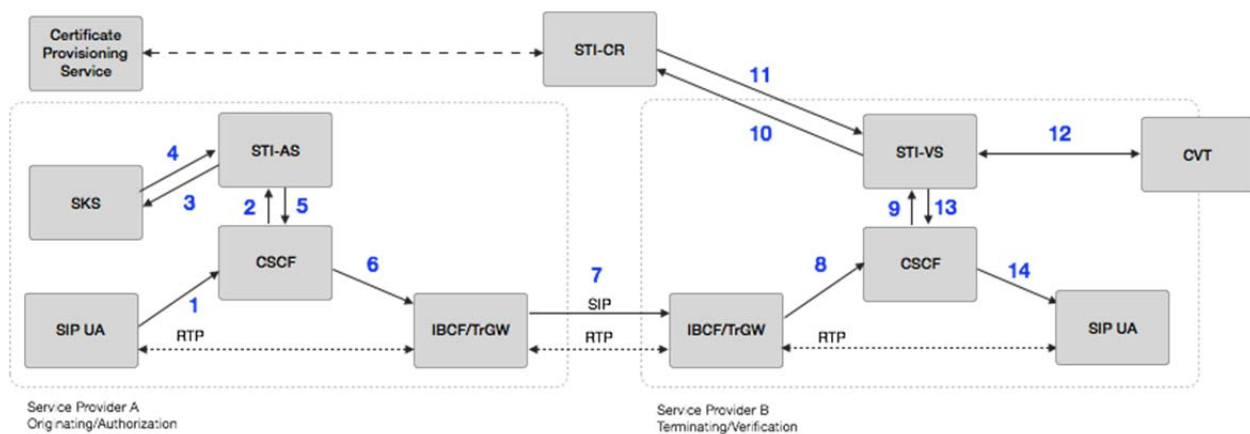 Certificate
Provisioning
Service
STI-CR
11
10
4
STI-AS
STI-VS
12
CVT
SKS
3
2
5
9
13
CSCF
6
7
8
CSCF
14
1
SIP
SIP UA
RTP
IBCF/TrGW
RTP
IBCF/TrGW
RTP
SIP UA
Service Provider A
Originating/Authorization
Service Provider B
Terminating/Verification